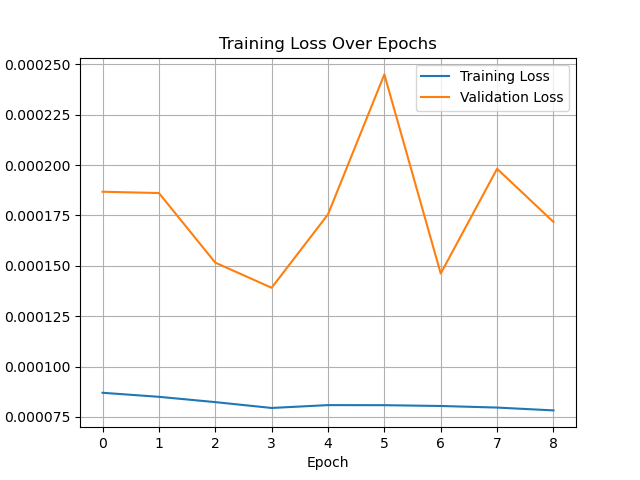 Training Loss Over Epochs
0.000250
0.000225
0.000200
0.000175
0.000150
0.000125
0.000100
0.000075
Training Loss
Validation Loss
0 1 2 3 4 5 6 7 8
Epoch